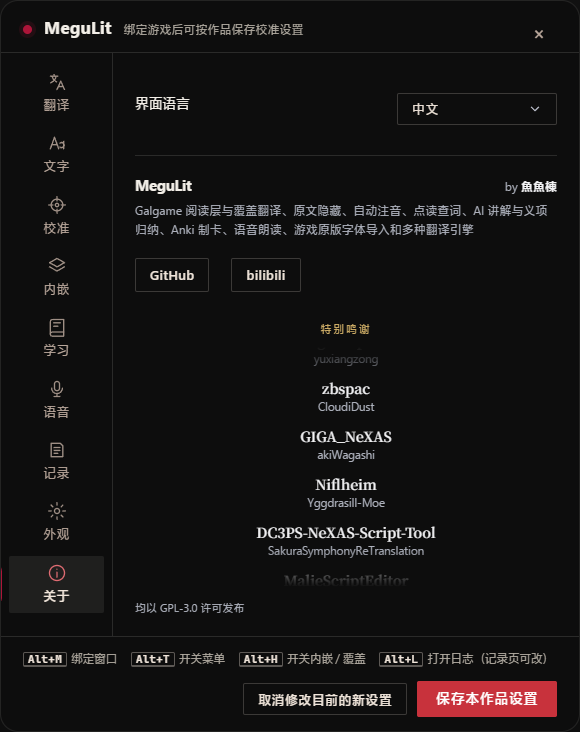 MeguLit 绑定游戏后可按作品保存校准设置
×
翻译
文字
校准
内嵌
学习
语音
记录
外观
关于
界面语言
中文
MeguLit
by 魚魚楝
Galgame 阅读层与覆盖翻译、原文隐藏、自动注音、点读查词、AI 讲解与义项
归纳、Anki 制卡、语音朗读、游戏原版字体导入和多种翻译引擎
GitHub
bilibili
特别鸣谢
yuxiangzong
zbspac
CloudiDust
GIGA_NeXAS
akiWagashi
Niflheim
Yggdrasill-Moe
DC3PS-NeXAS-Script-Tool
SakuraSymphonyReTranslation
MalieScriptEditor
均以 GPL-3.0 许可发布
Alt+M 绑定窗口 Alt+T 开关菜单 Alt+H 开关内嵌 / 覆盖 Alt+L 打开日志（记录页可改）
取消修改目前的新设置
保存本作品设置